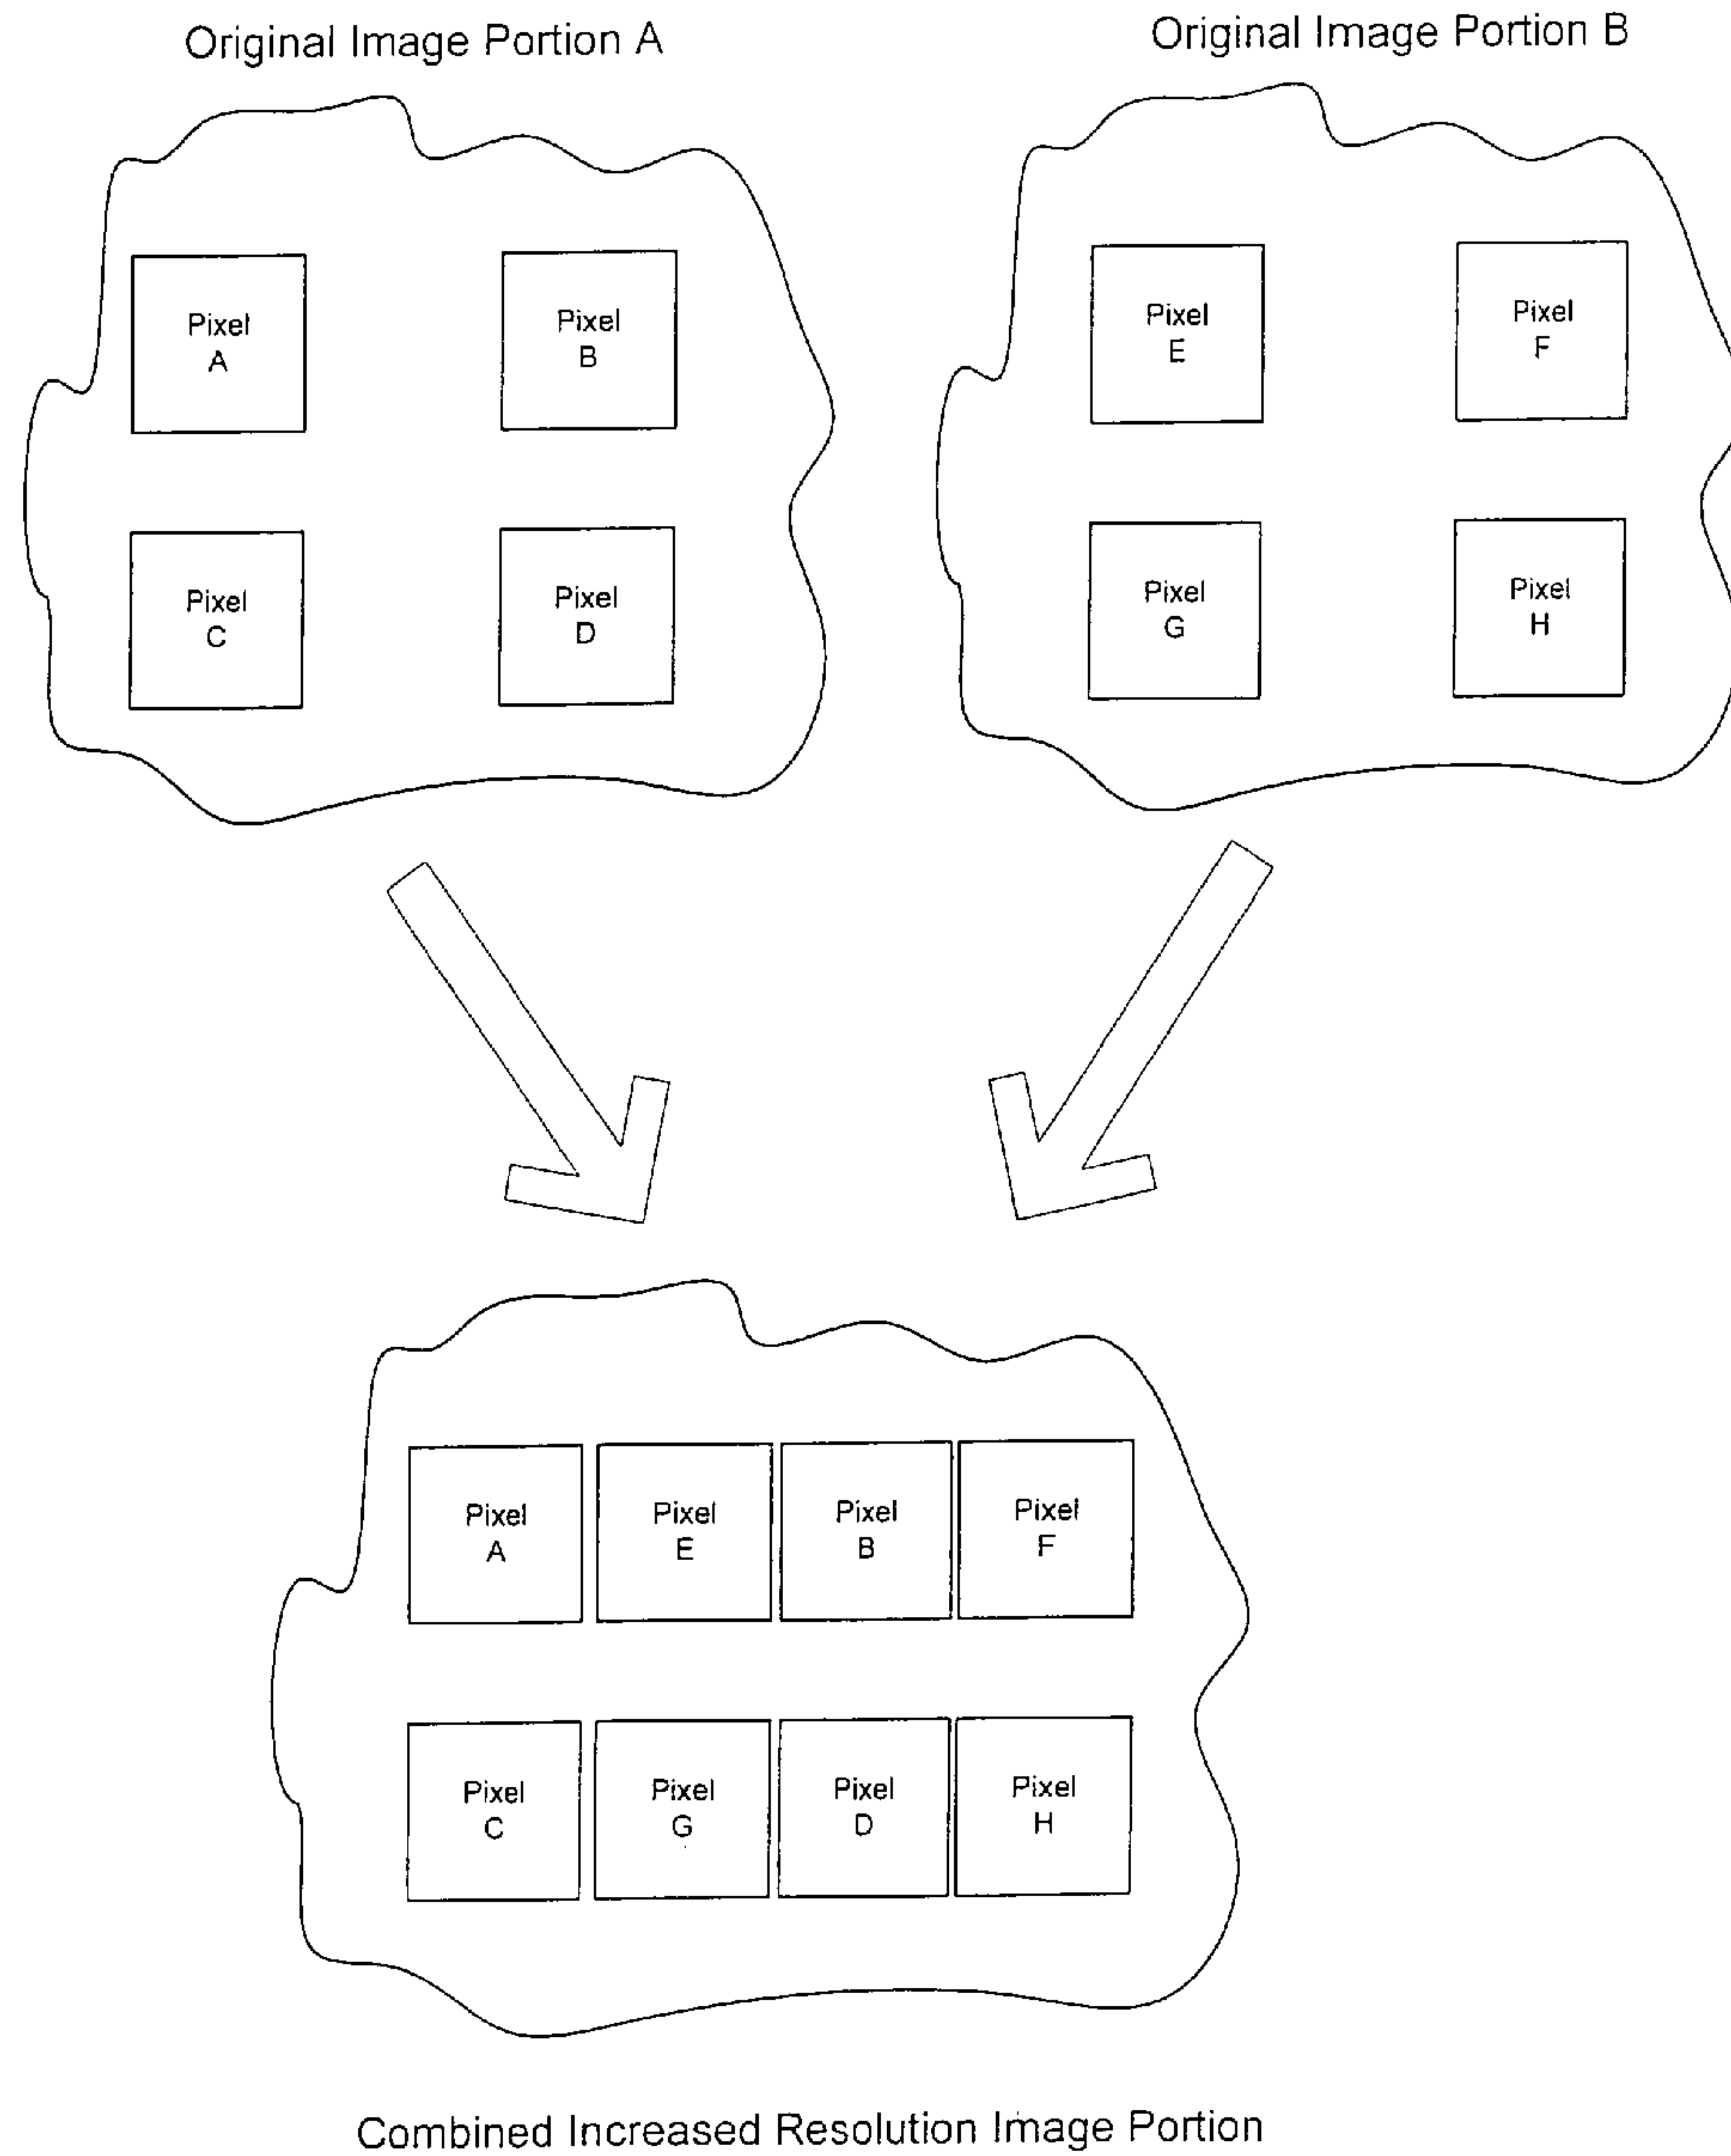 Original Image Portion A
Original Image Portion B
Pixel
A
Pixel
B
Pixel
C
Pixel
D
Pixel
E
Pixel
F
Pixel
G
Pixel
H
Pixel
A
Pixel
E
Pixel
B
Pixel
F
Pixel
C
Pixel
G
Pixel
D
Pixel
H
Combined Increased Resolution Image Portion